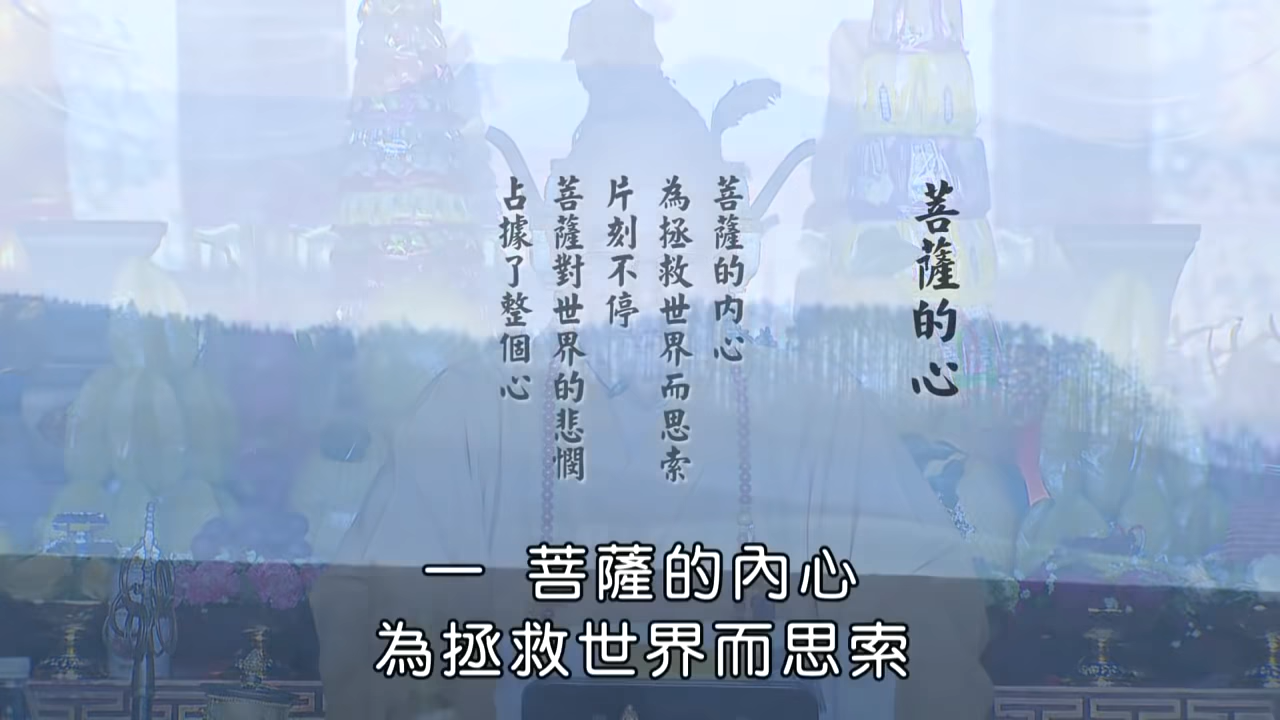 菩薩的心
菩薩的內心
為拯救世界而思索
片刻不停
菩薩對世界的悲憫
占據了整個心
一 菩薩的內心
為拯救世界而思索